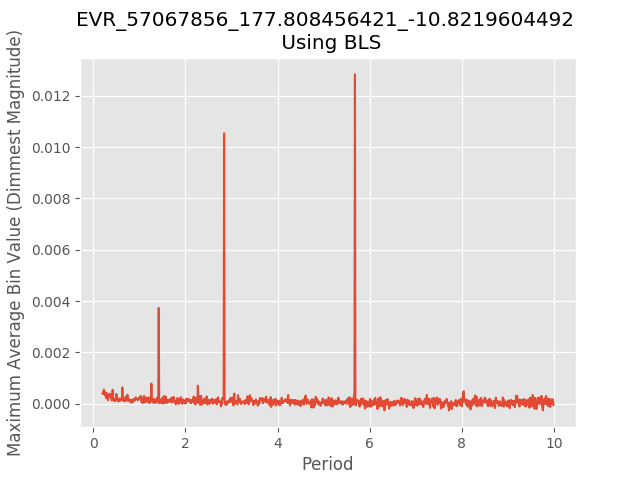 EVR_57067856_177.808456421_-10.8219604492
Using BLS
Maximum Average Bin Value (Dimmest Magnitude)
0.012
0.010
0.008
0.006
0.004
0.002
0.000
0 2 4 6 8 10
Period